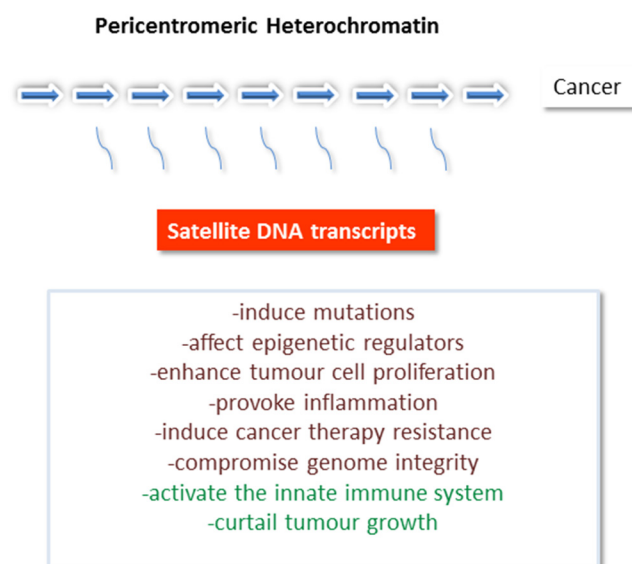 Pericentromeric Heterochromatin
Cancer
Satellite DNA transcripts
-induce mutations
-affect epigenetic regulators
-enhance tumour cell proliferation
-provoke inflammation
-induce cancer therapy resistance
-compromise genome integrity
-activate the innate immune system
-curtail tumour growth